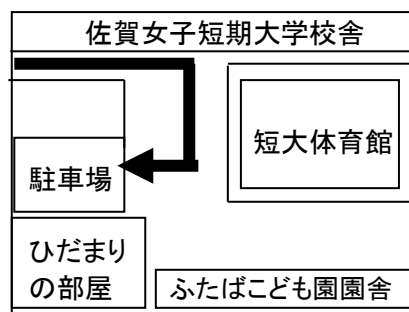 佐賀女子短期大学校舎
短大体育館
駐車場
ひだまり
の部屋
ふたばこども園園舎